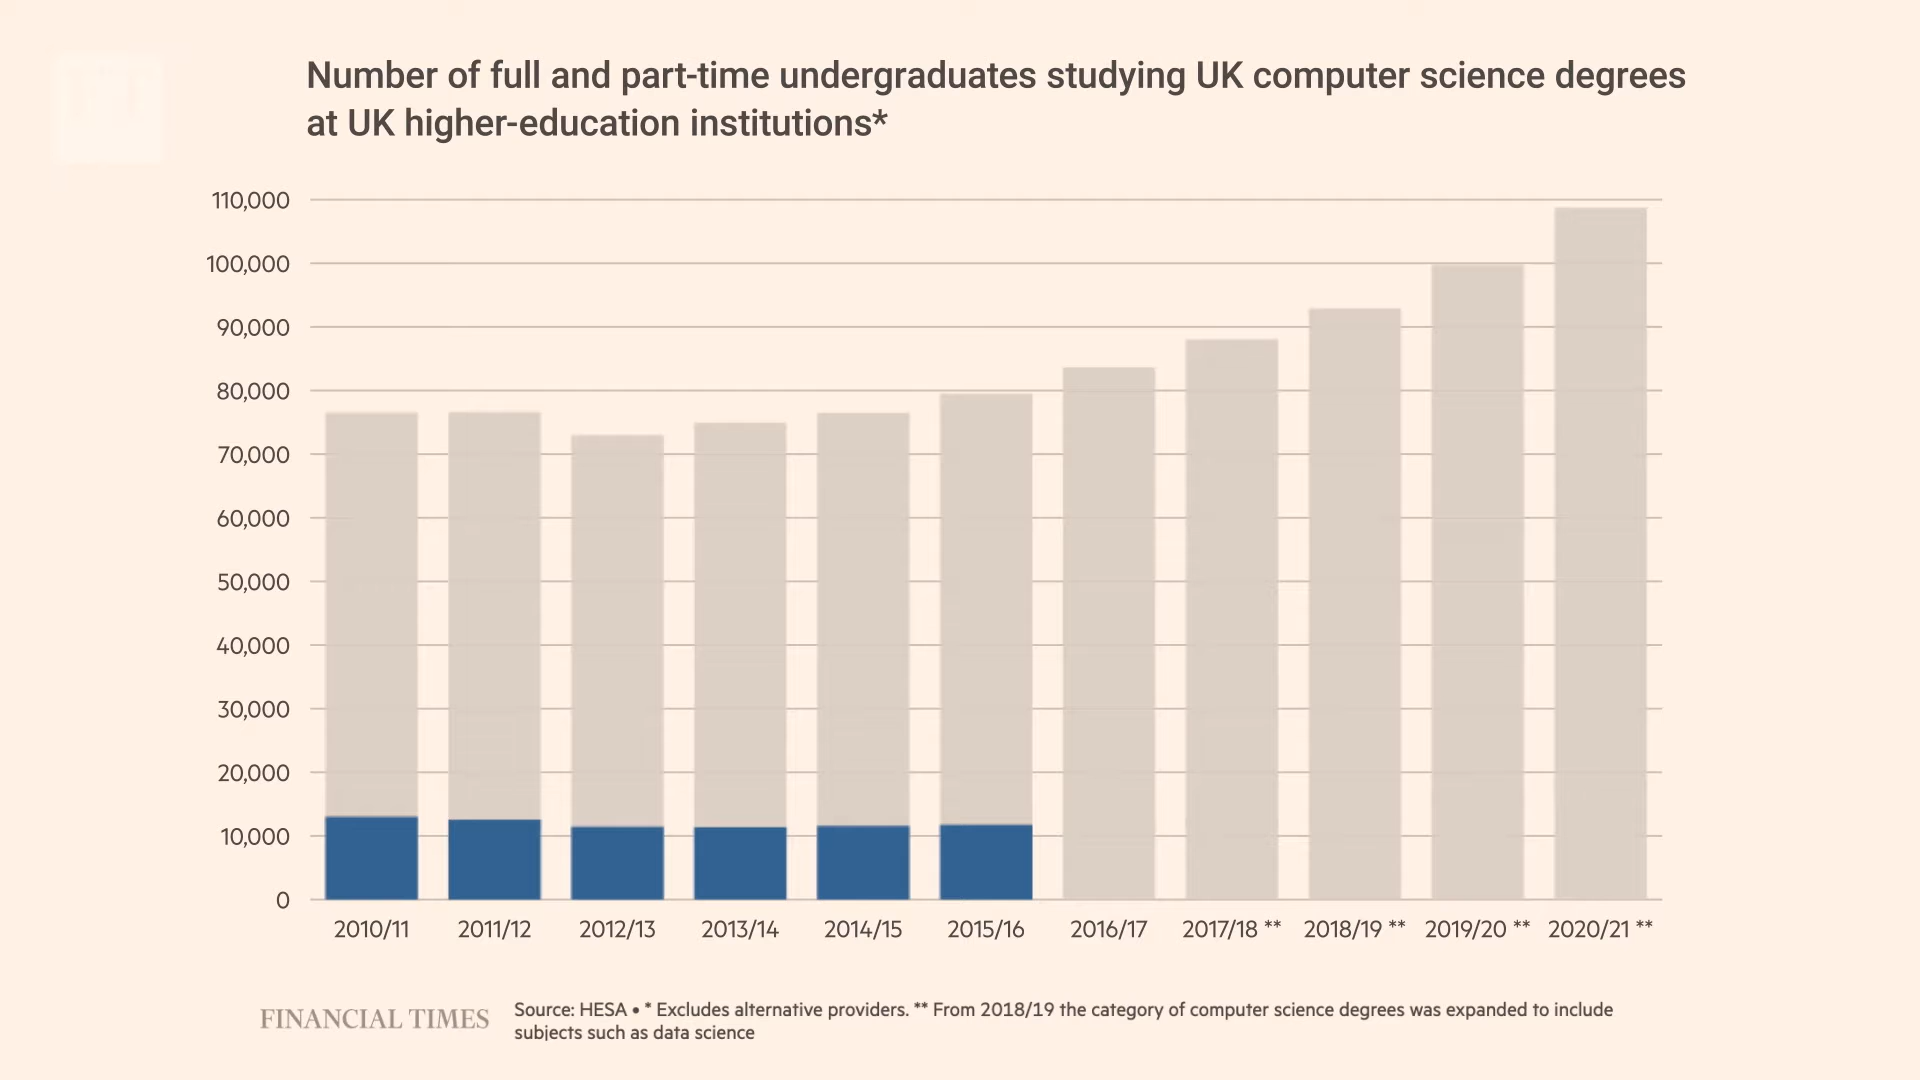 Number of full and part-time undergraduates studying UK computer science degrees
at UK higher-education institutions*
110,000
100,000
90,000
80,000
70,000
60,000
50,000
40,000
30,000
20,000
10,000
0
2010/11 2011/12 2012/13 2013/14 2014/15 2015/16 2016/17 2017/18 ** 2018/19 ** 2019/20 ** 2020/21 **
FINANCIAL TIMES
Source: HESA • * Excludes alternative providers. ** From 2018/19 the category of computer science degrees was expanded to include
subjects such as data science